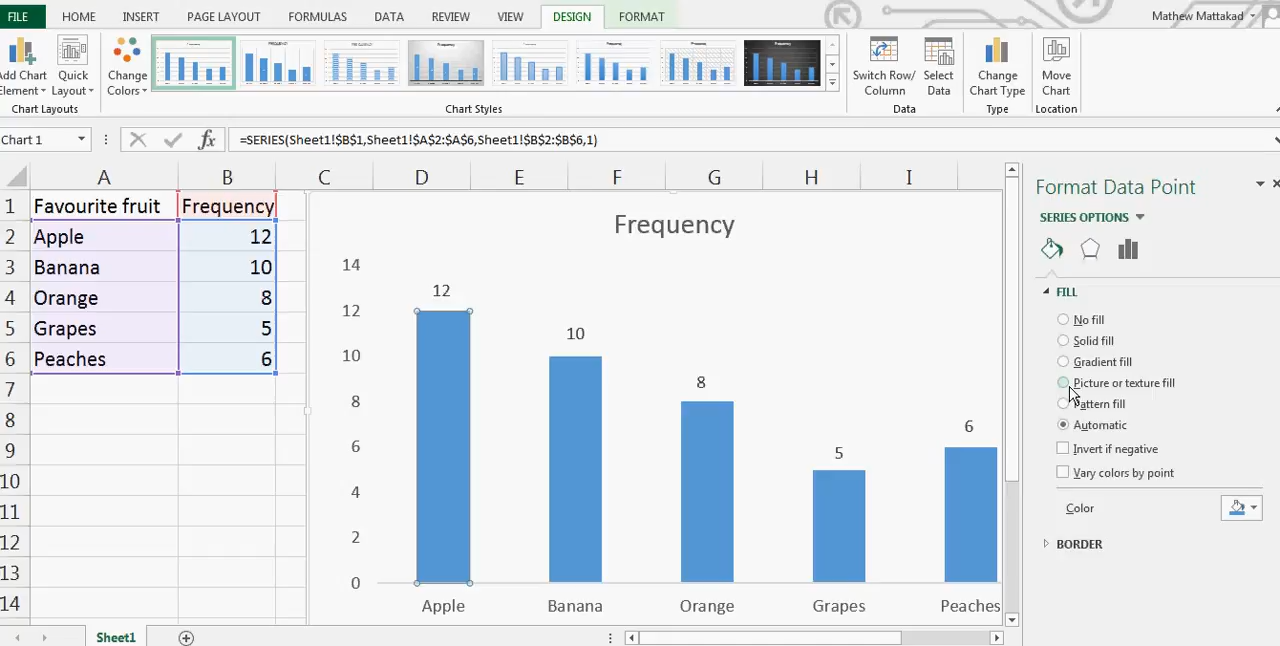 FILE HOME INSERT PAGE LAYOUT FORMULAS DATA REVIEW VIEW DESIGN FORMAT Mathew Mattakad
Add Chart Element Quick Layout Change Colors Switch Row/ Column Select Data Change Chart Type Move Chart
Chart Layouts Chart Styles Data Type Location
Chart 1 fx =SERIES(Sheet1!$B$1,Sheet1!$A$2:$A$6,Sheet1!$B$2:$B$6,1)
A B C D E F G H I
1 Favourite fruit Frequency
2 Apple 12
3 Banana 10
4 Orange 8
5 Grapes 5
6 Peaches 6
7
8
9
10
11
12
13
14
Frequency
14
12
10
8
6
4
2
0
12 10 8 5 6
Apple Banana Orange Grapes Peaches
Format Data Point
SERIES OPTIONS
FILL
No fill
Solid fill
Gradient fill
Picture or texture fill
Pattern fill
Automatic
Invert if negative
Vary colors by point
Color
BORDER
Sheet1